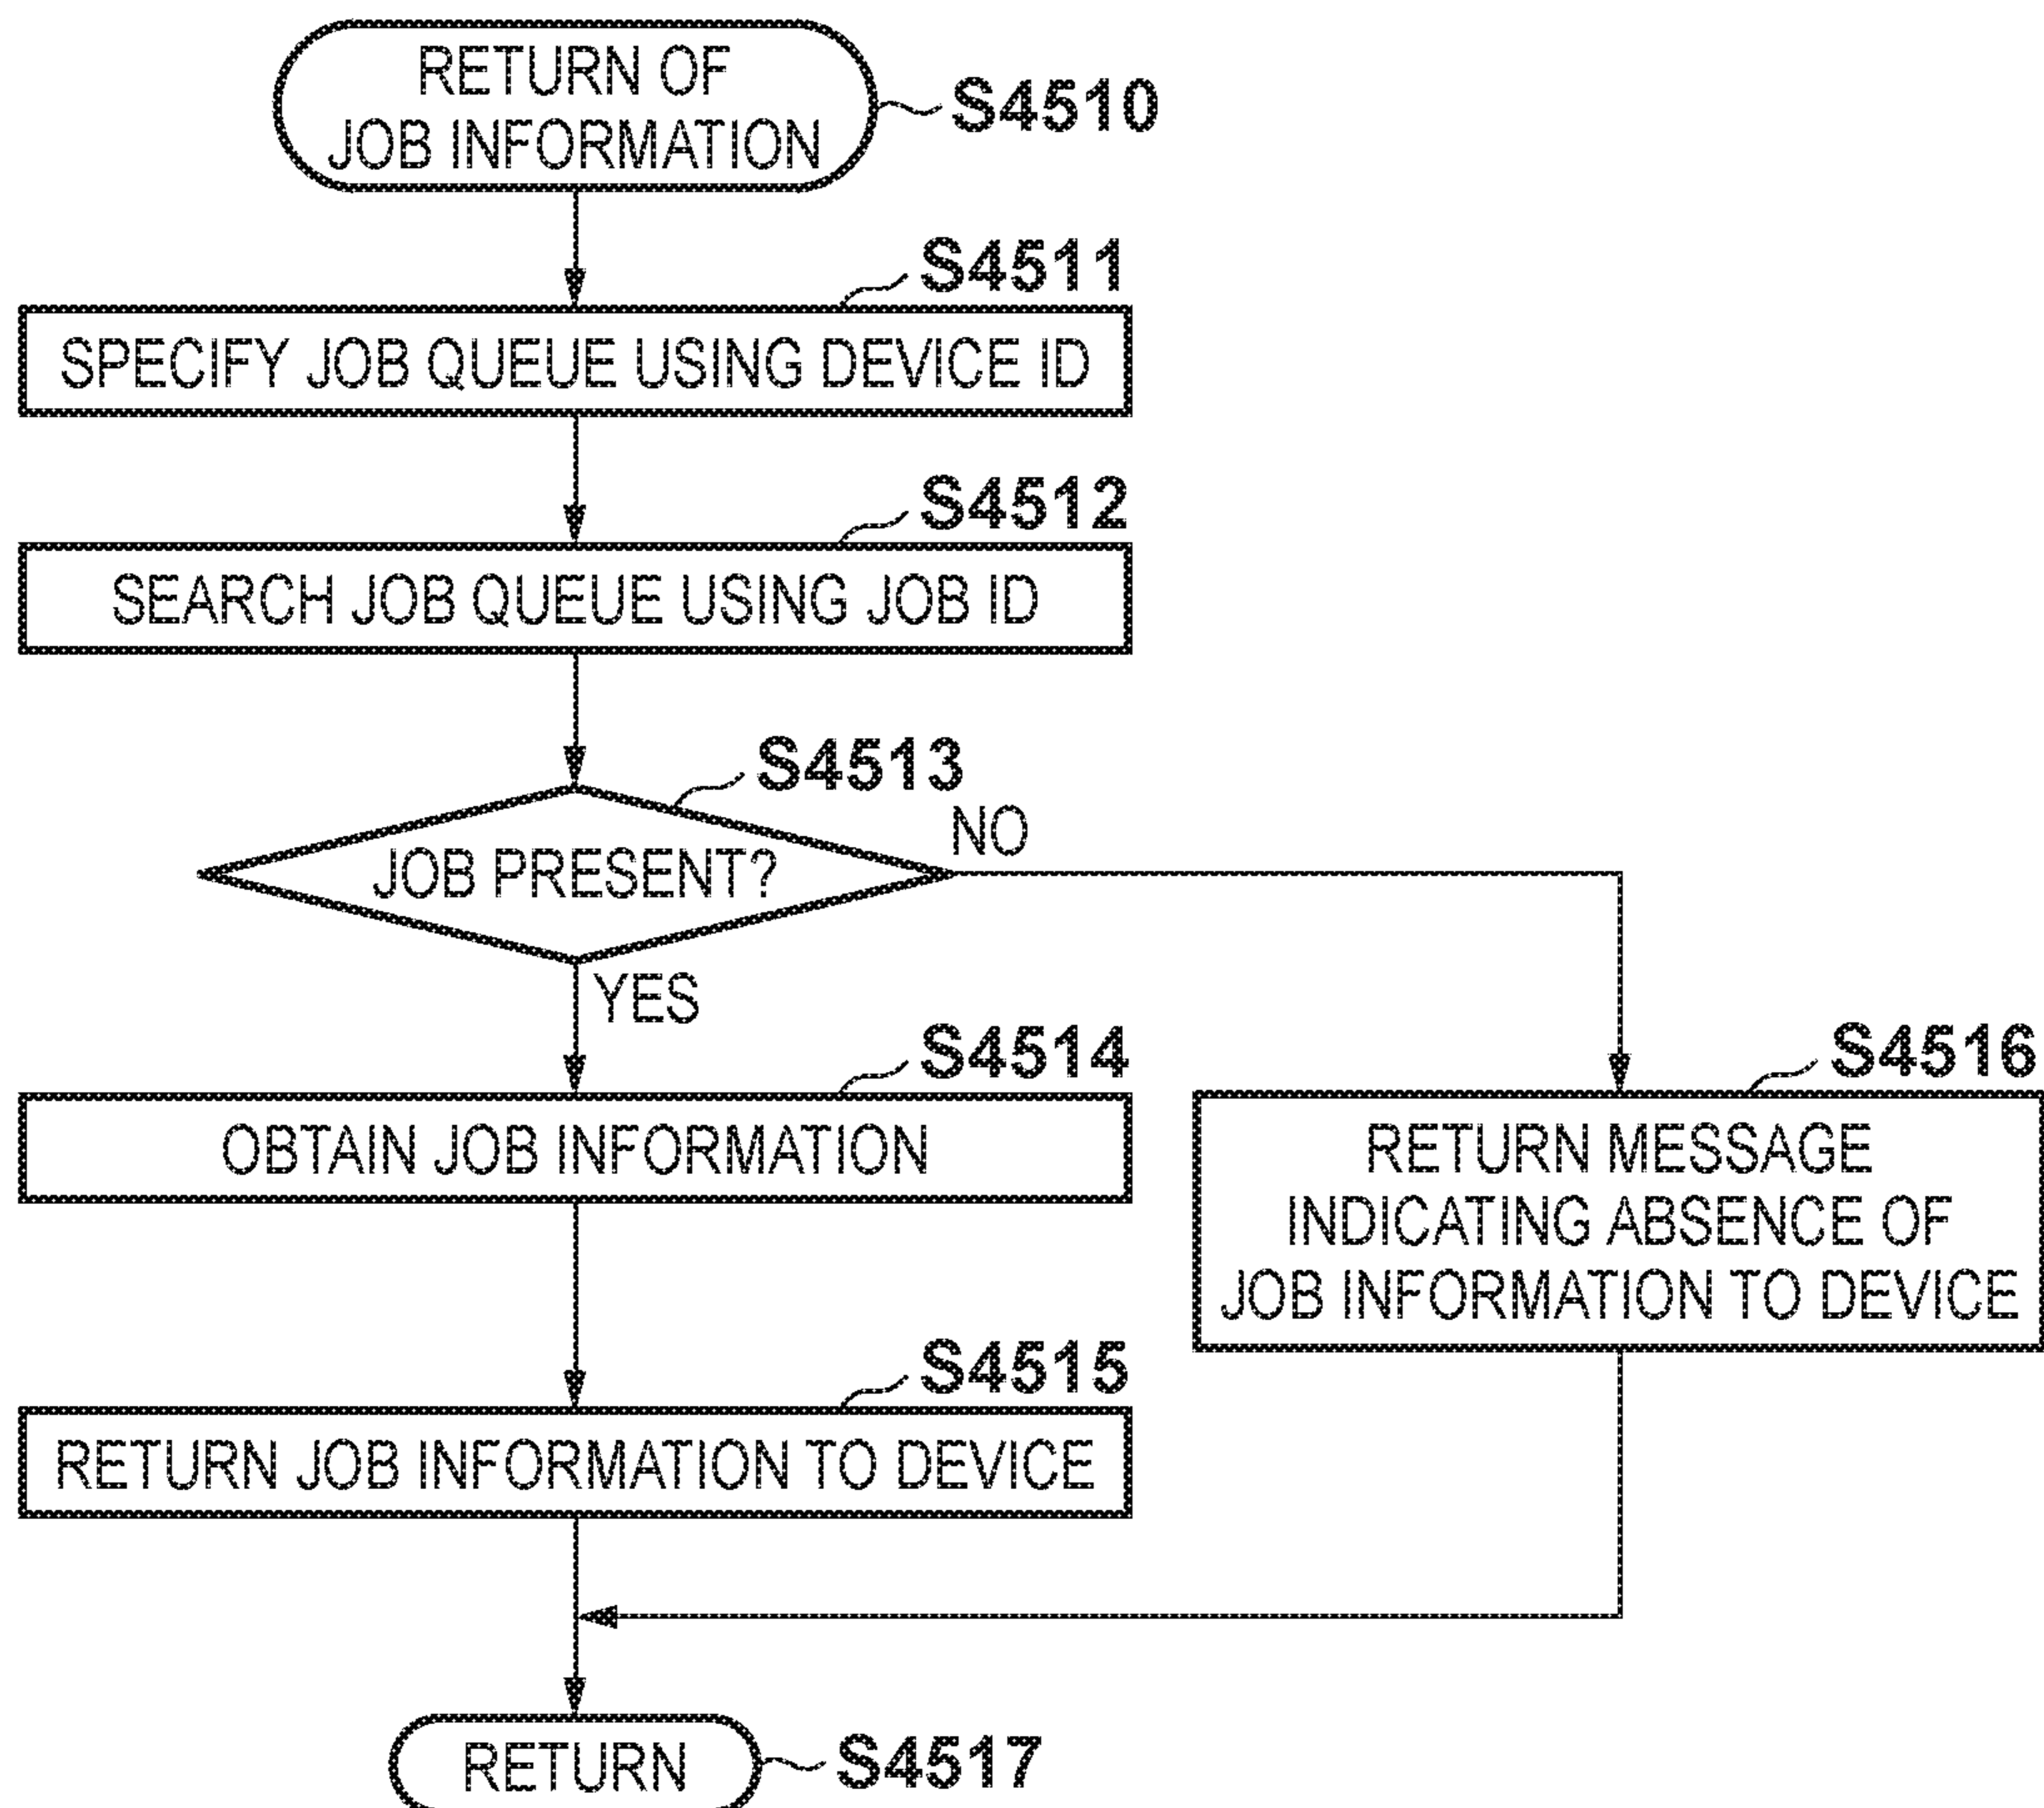 RETURN OF
JOB INFORMATION
S4510
S4511
SPECIFY JOB QUEUE USING DEVICE ID
S4512
SEARCH JOB QUEUE USING JOB ID
S4513
JOB PRESENT?
NO
YES
S4514
OBTAIN JOB INFORMATION
S4516
RETURN MESSAGE
INDICATING ABSENCE OF
JOB INFORMATION TO DEVICE
S4515
RETURN JOB INFORMATION TO DEVICE
RETURN
S4517